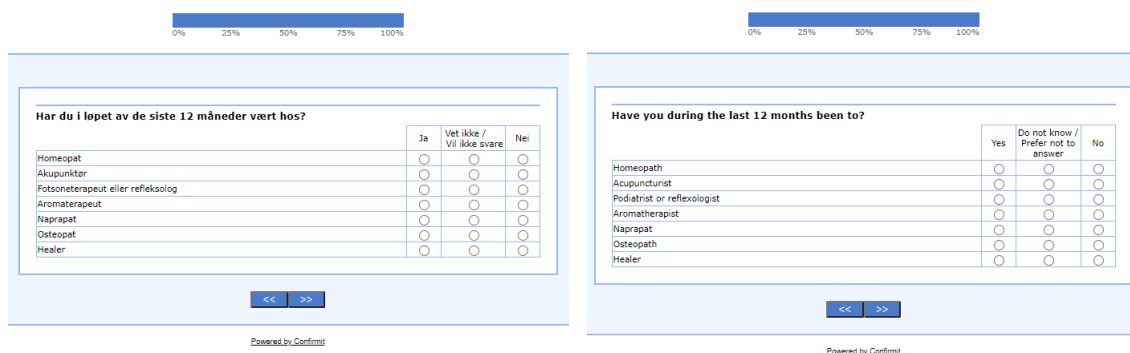 0% 25% 50% 75% 100%
Har du i løpet av de siste 12 måneder vært hos?
Ja Vet ikke / Vil ikke svare Nei
Homeopat
Akupunktør
Fotsoneterapeut eller refleksolog
Aromaterapeut
Naprapat
Osteopat
Healer
<< >>
Powered by Confirmit
0% 25% 50% 75% 100%
Have you during the last 12 months been to?
Yes Do not know / Prefer not to answer No
Homeopath
Acupuncturist
Podiatrist or reflexologist
Aromatherapist
Naprapat
Osteopath
Healer
<< >>
Powered by Confirmit